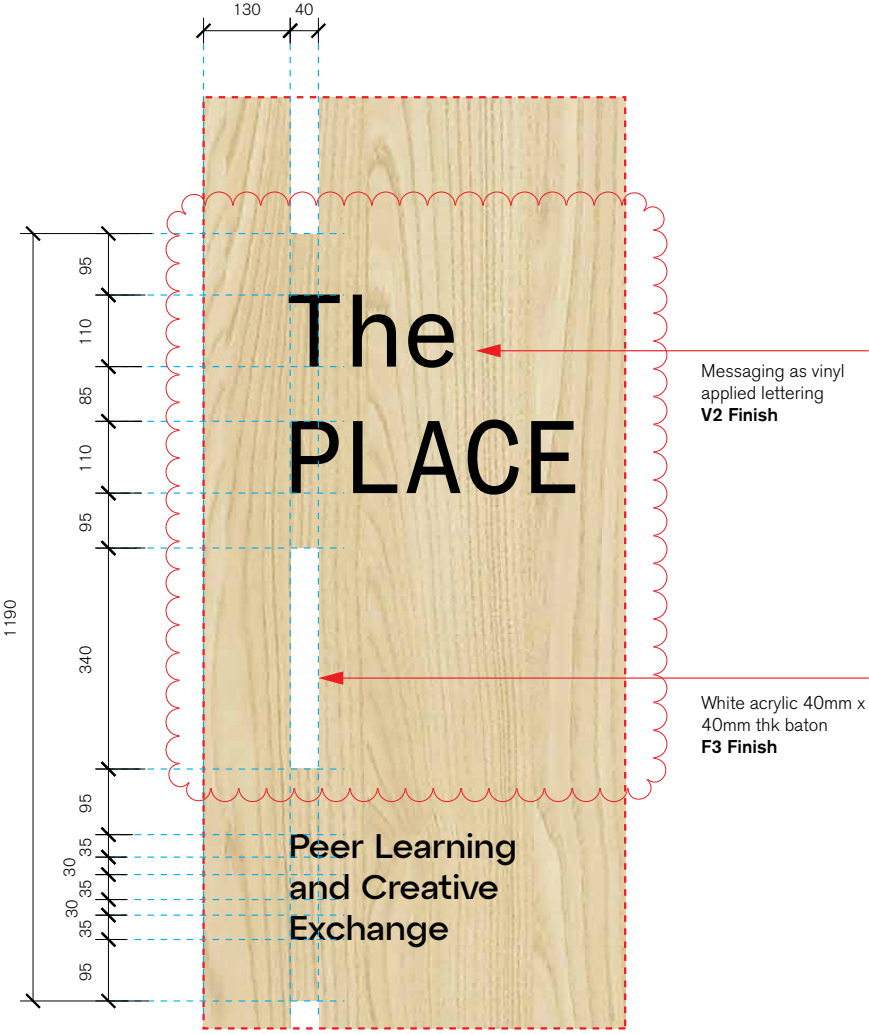 130
40
95
110
The
Messaging as vinyl
applied lettering
V2 Finish
85
110
PLACE
95
1190
340
White acrylic 40mm x
40mm thk baton
F3 Finish
95
35
Peer Learning
30
35
and Creative
30
35
Exchange
95